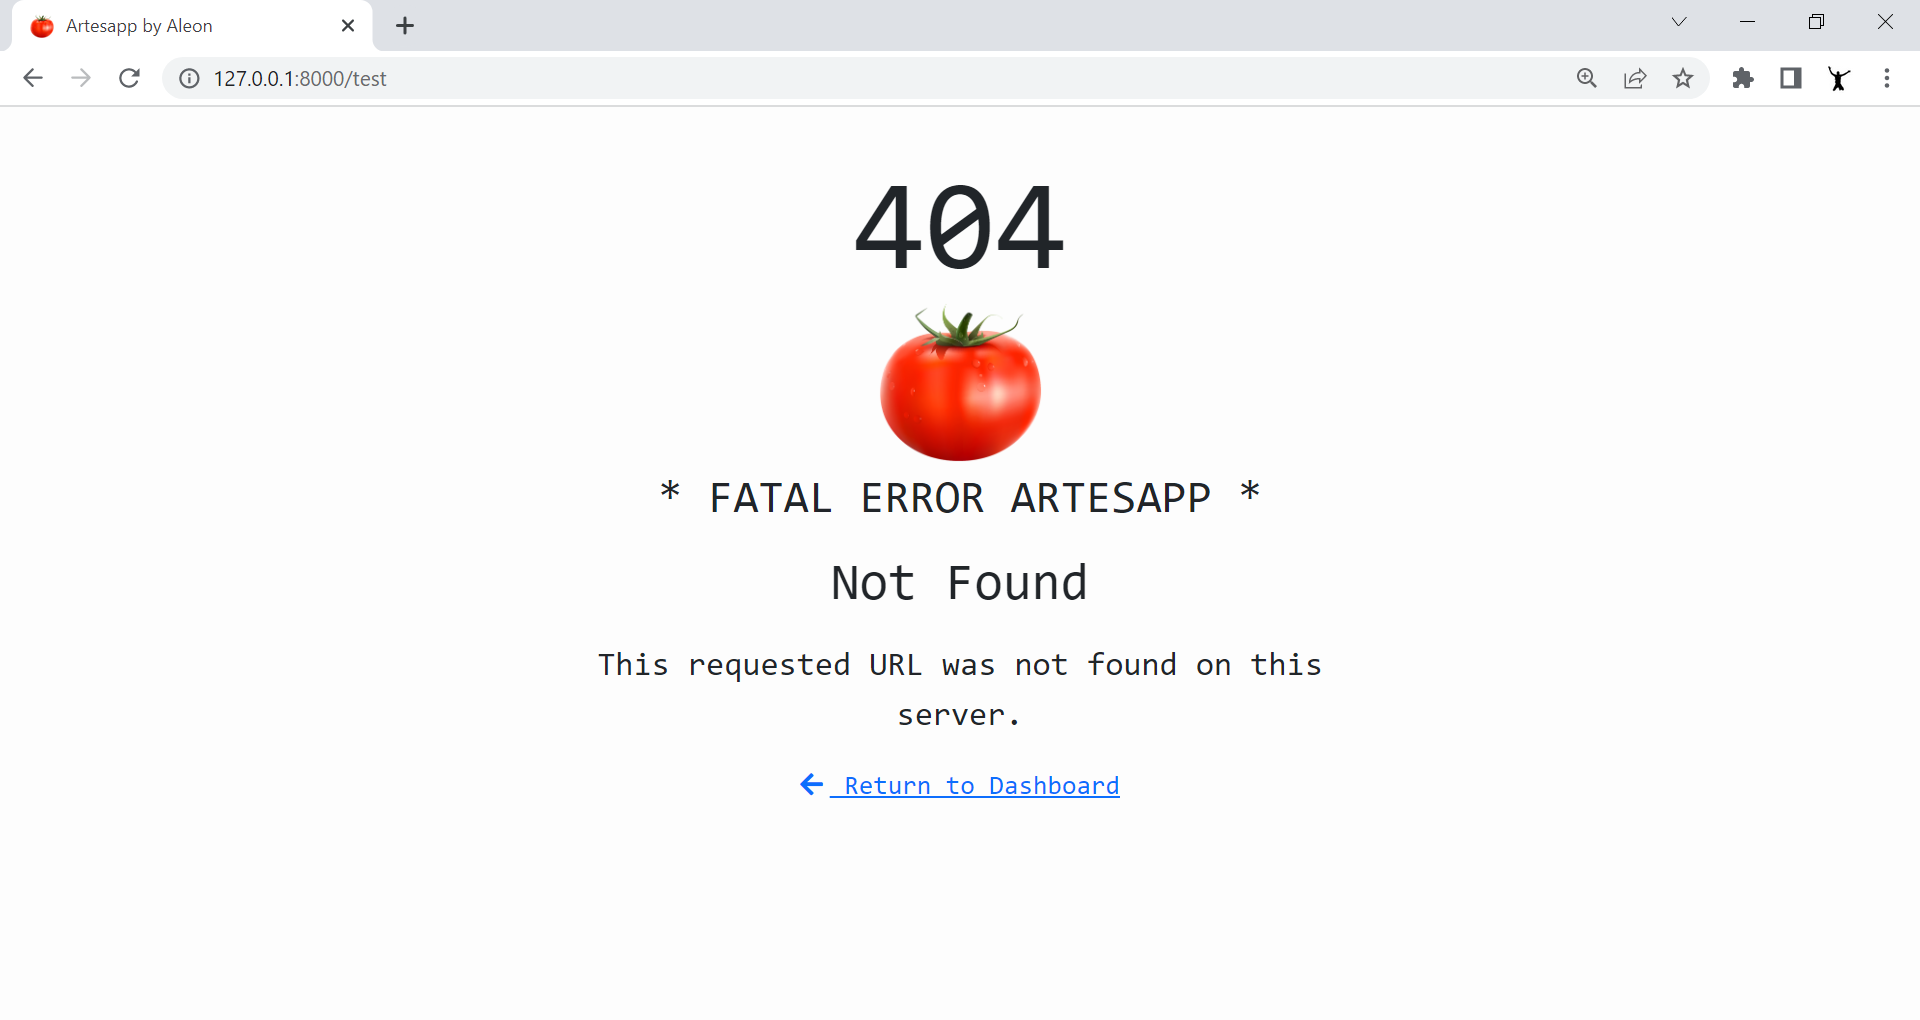 Artesapp by Aleon
127.0.0.1:8000/test
404
* FATAL ERROR ARTESAPP *
Not Found
This requested URL was not found on this
server.
Return to Dashboard